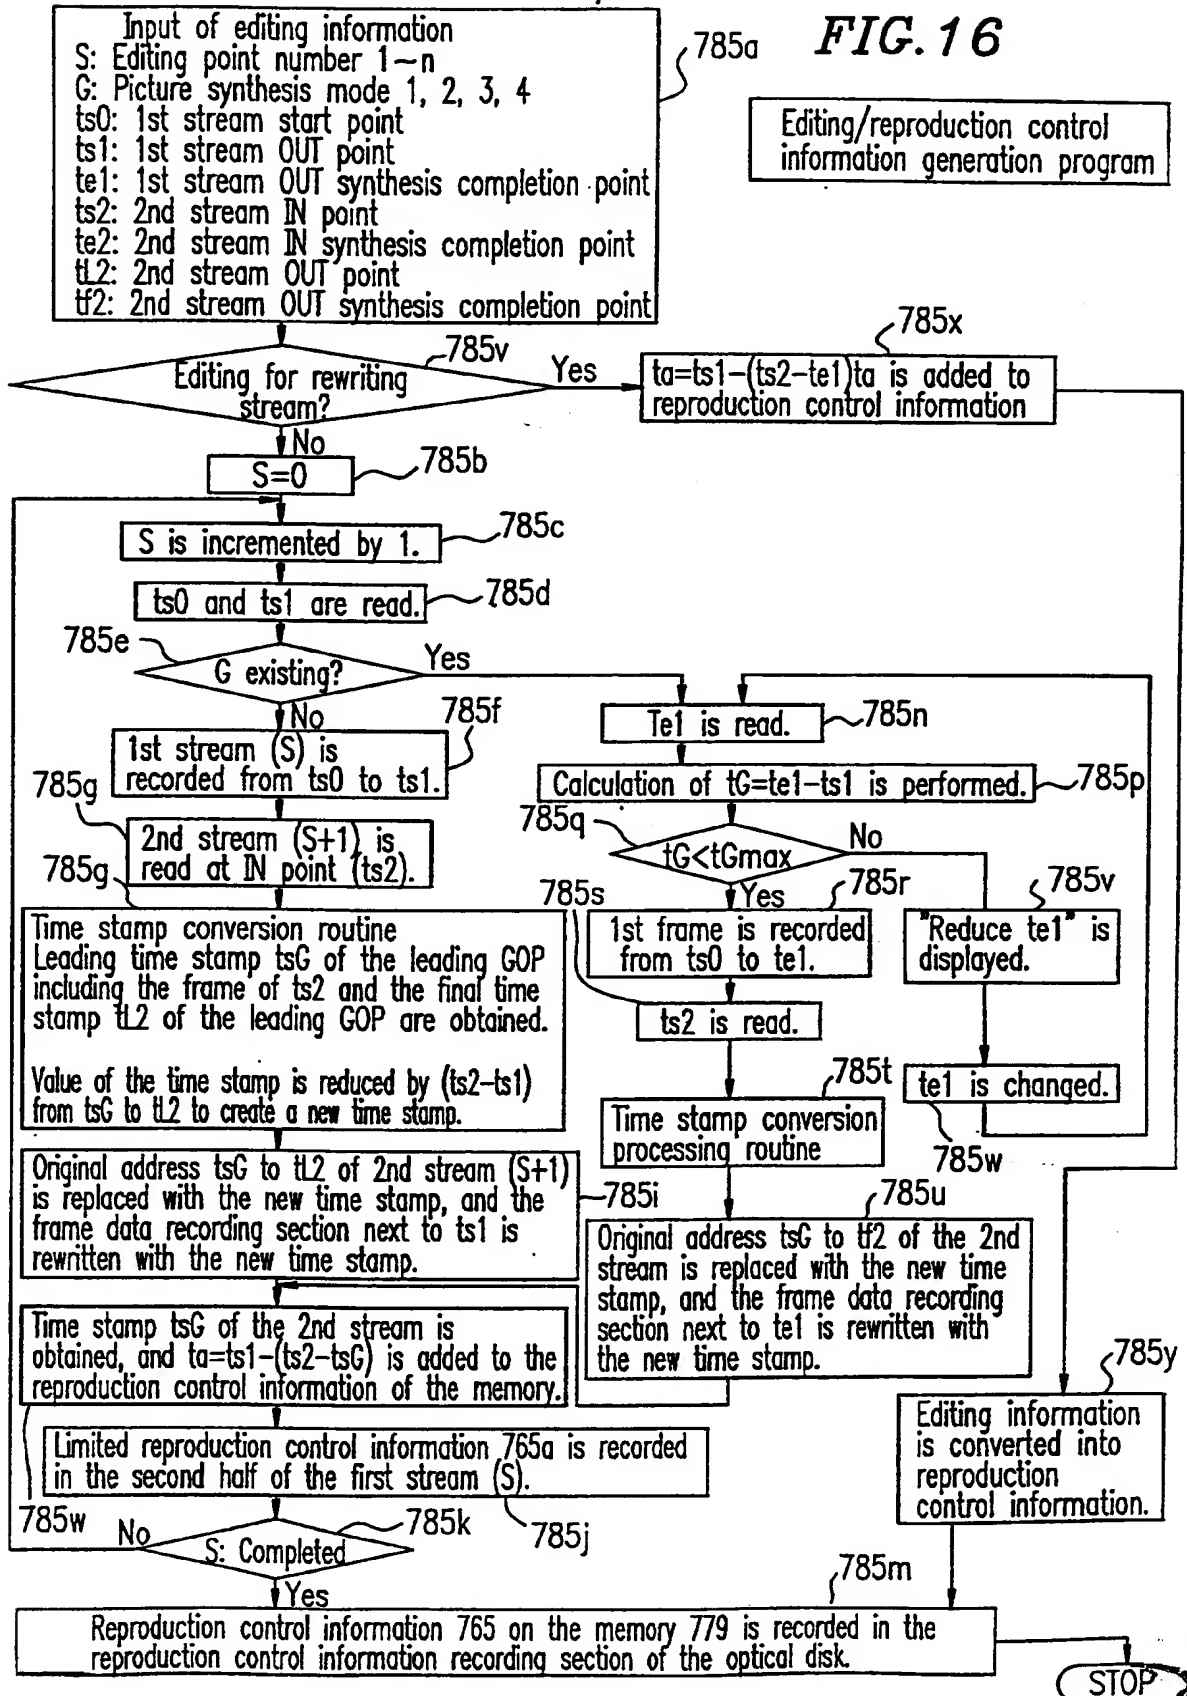 FIG.16
Editing/reproduction control
information generation program
Input of editing information
S: Editing point number 1~n
G: Picture synthesis mode 1, 2, 3, 4
ts0: 1st stream start point
ts1: 1st stream OUT point
te1: 1st stream OUT synthesis completion point
ts2: 2nd stream IN point
te2: 2nd stream IN synthesis completion point
tL2: 2nd stream OUT point
tf2: 2nd stream OUT synthesis completion point
785a
785v
Editing for rewriting
stream?
Yes
785x
ta=ts1-(ts2-te1)ta is added to
reproduction control information
No
S=0
785b
S is incremented by 1.
785c
ts0 and ts1 are read.
785d
785e
G existing?
Yes
No
785f
1st stream (S) is
recorded from ts0 to ts1.
785g
2nd stream (S+1) is
read at IN point (ts2).
785g
Time stamp conversion routine
Leading time stamp tsG of the leading GOP
including the frame of ts2 and the final time
stamp tL2 of the leading GOP are obtained.
Value of the time stamp is reduced by (ts2-ts1)
from tsG to tL2 to create a new time stamp.
Original address tsG to tL2 of 2nd stream (S+1)
is replaced with the new time stamp, and the
frame data recording section next to ts1 is
rewritten with the new time stamp.
785i
Time stamp tsG of the 2nd stream is
obtained, and ta=ts1-(ts2-tsG) is added to the
reproduction control information of the memory.
785w
Limited reproduction control information 765a is recorded
in the second half of the first stream (S).
785j
785k
S: Completed
No
Yes
Te1 is read.
785n
Calculation of tG=te1-ts1 is performed.
785p
785q
tG<tGmax
No
Yes
785r
1st frame is recorded
from ts0 to te1.
785s
ts2 is read.
785t
Time stamp conversion
processing routine
785u
Original address tsG to tf2 of the 2nd
stream is replaced with the new time
stamp, and the frame data recording
section next to te1 is rewritten with
the new time stamp.
785v
"Reduce te1" is
displayed.
te1 is changed.
785w
785y
Editing information
is converted into
reproduction
control information.
785m
Reproduction control information 765 on the memory 779 is recorded in the
reproduction control information recording section of the optical disk.
STOP